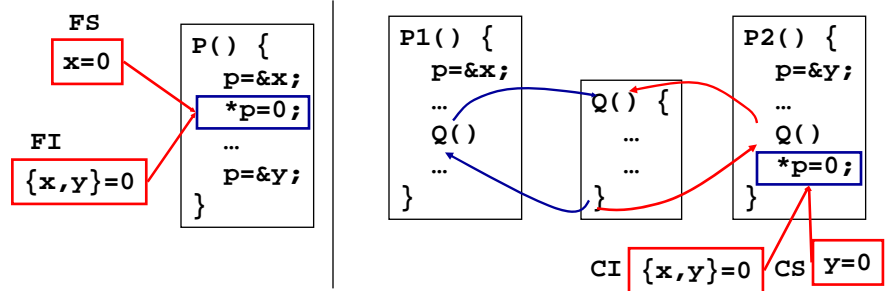 FS
x=0
FI
{x,y}=0
P() {
p=&x;
*p=0;
…
p=&y;
}
P1() {
p=&x;
…
Q()
…
}
Q() {
…
…
}
P2() {
p=&y;
…
Q()
*p=0;
}
CI {x,y}=0 CS y=0